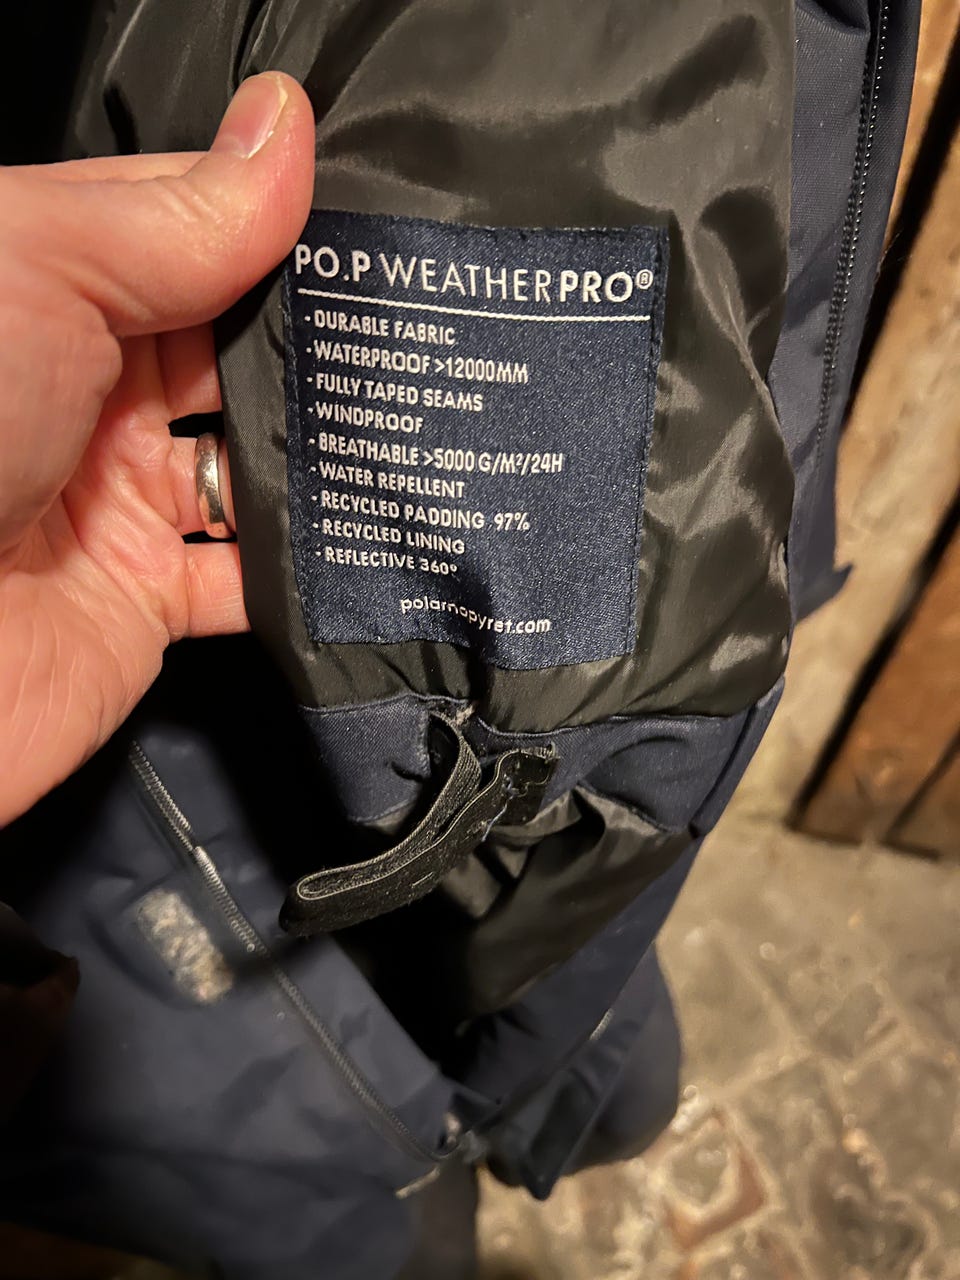 PO.P WEATHERPRO®
- DURABLE FABRIC
- WATERPROOF >12000MM
- FULLY TAPED SEAMS
- WINDPROOF
- BREATHABLE >5000 G/M²/24H
- WATER REPELLENT
- RECYCLED PADDING 97%
- RECYCLED LINING
- REFLECTIVE 360°
polarnopyret.com